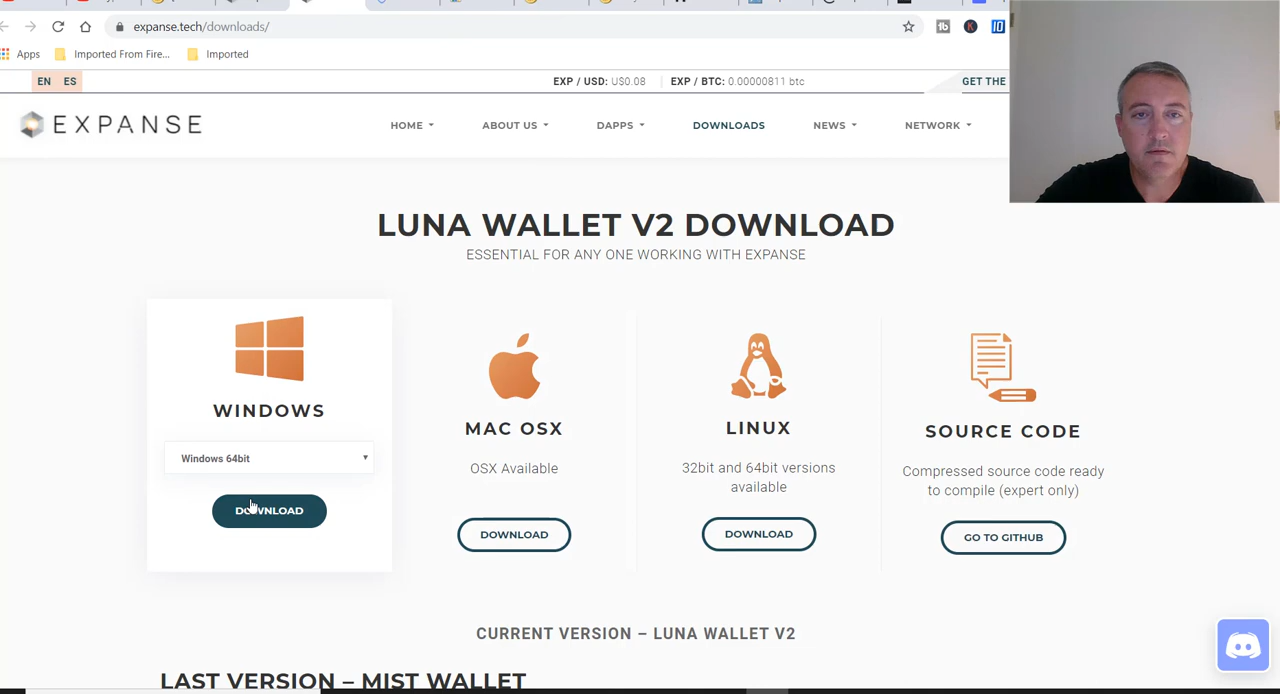 expanse.tech/downloads/
Apps Imported From Fire... Imported
EN ES EXP / USD: U$0.08 EXP / BTC: 0.00000811 btc GET THE
EXPANSE HOME ABOUT US DAPPS DOWNLOADS NEWS NETWORK
LUNA WALLET V2 DOWNLOAD
ESSENTIAL FOR ANY ONE WORKING WITH EXPANSE
WINDOWS
Windows 64bit
DOWNLOAD
MAC OSX
OSX Available
DOWNLOAD
LINUX
32bit and 64bit versions
available
DOWNLOAD
SOURCE CODE
Compressed source code ready
to compile (expert only)
GO TO GITHUB
CURRENT VERSION – LUNA WALLET V2
LAST VERSION – MIST WALLET